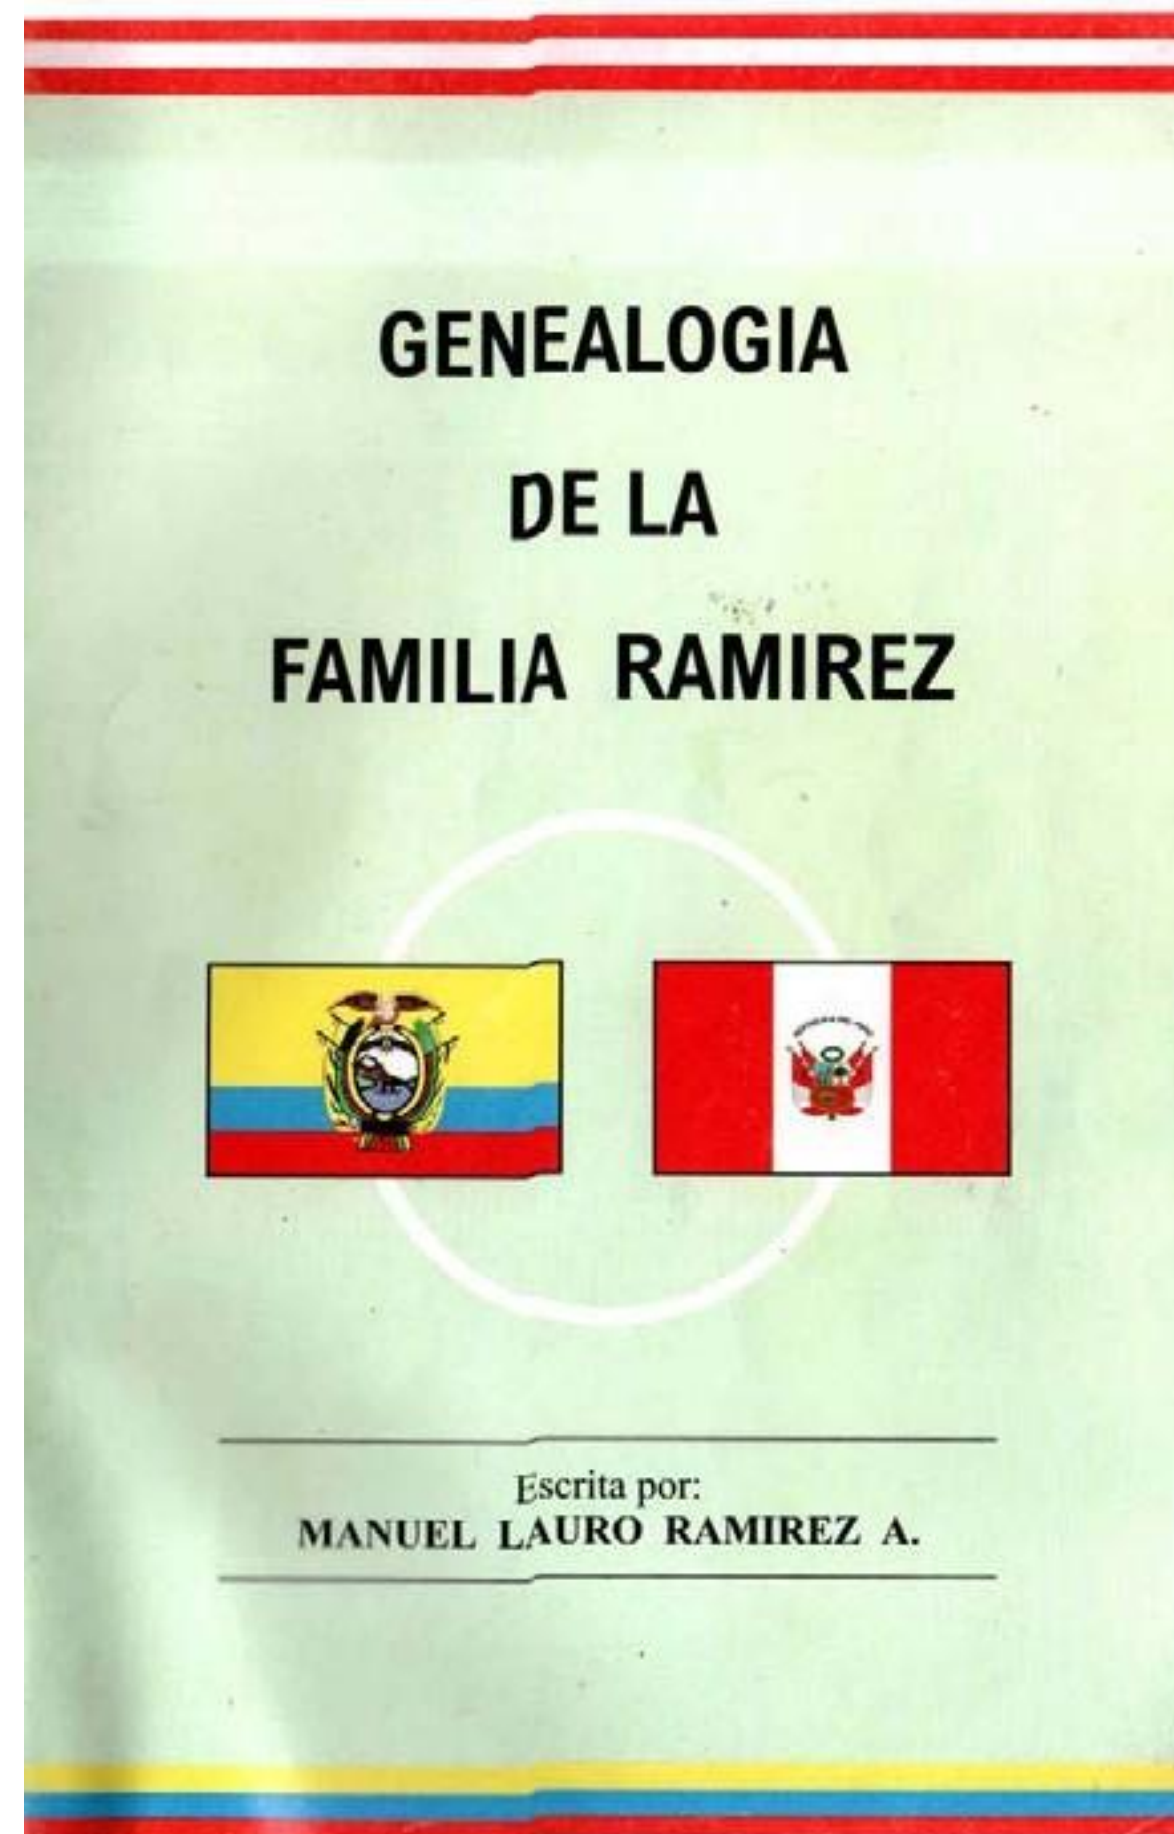 GENEALOGIA
DE LA
FAMILIA RAMIREZ
Escrita por:
MANUEL LAURO RAMIREZ A.